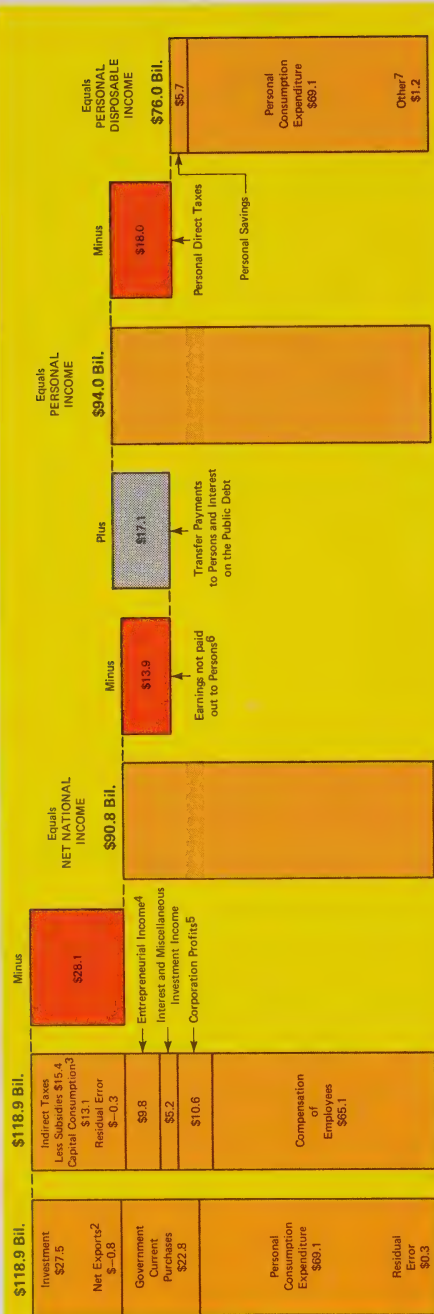 $118.9 Bil.
Investment
$27.5
Net Exports2
$−0.8
Government
Current
Purchases
$22.8
Personal
Consumption
Expenditure
$69.1
Residual
Error
$0.3
$118.9 Bil.
Indirect Taxes
Less Subsidies $15.4
Capital Consumption3
$13.1
Residual Error
$−0.3
$9.8
$5.2
$10.6
Compensation
of
Employees
$65.1
Minus
$28.1
Entrepreneurial Income4
Interest and Miscellaneous
Investment Income
Corporation Profits5
Equals
NET NATIONAL
INCOME
$90.8 Bil.
Minus
$13.9
Earnings not paid
out to Persons6
Plus
$17.1
Transfer Payments
to Persons and Interest
on the Public Debt
Equals
PERSONAL
INCOME
$94.0 Bil.
Minus
$18.0
Personal Direct Taxes
Personal Savings
Equals
PERSONAL
DISPOSABLE
INCOME
$76.0 Bil.
$5.7
Personal
Consumption
Expenditure
$69.1
Other7
$1.2